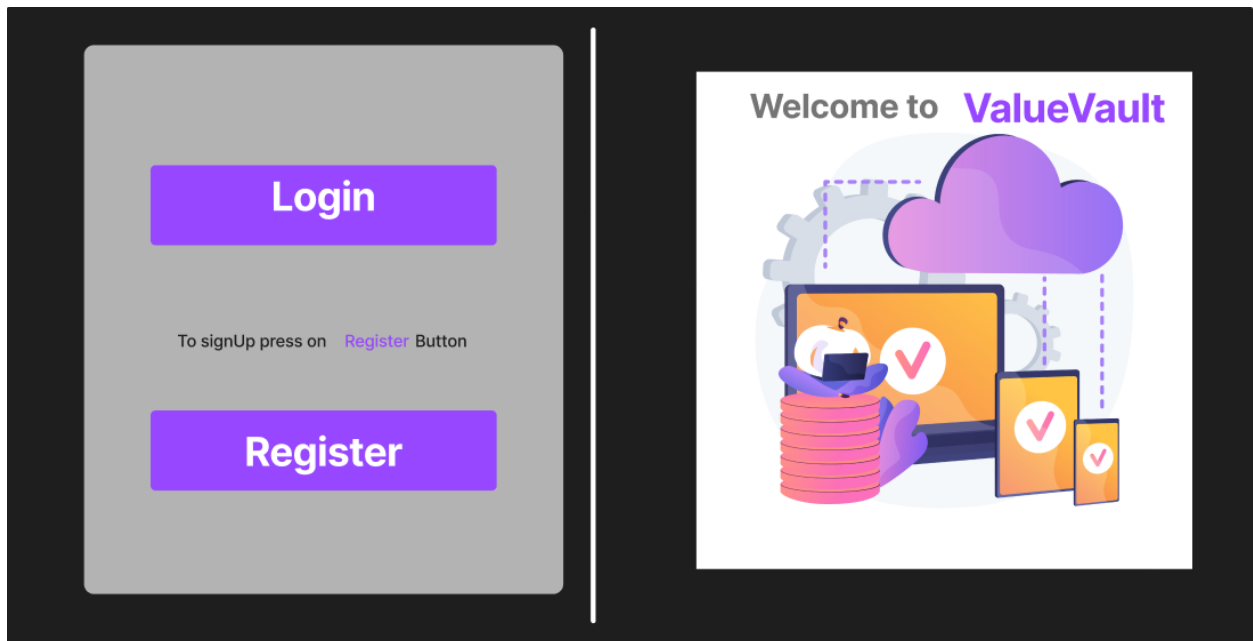 Login
To signUp press on Register Button
Register
Welcome to ValueVault